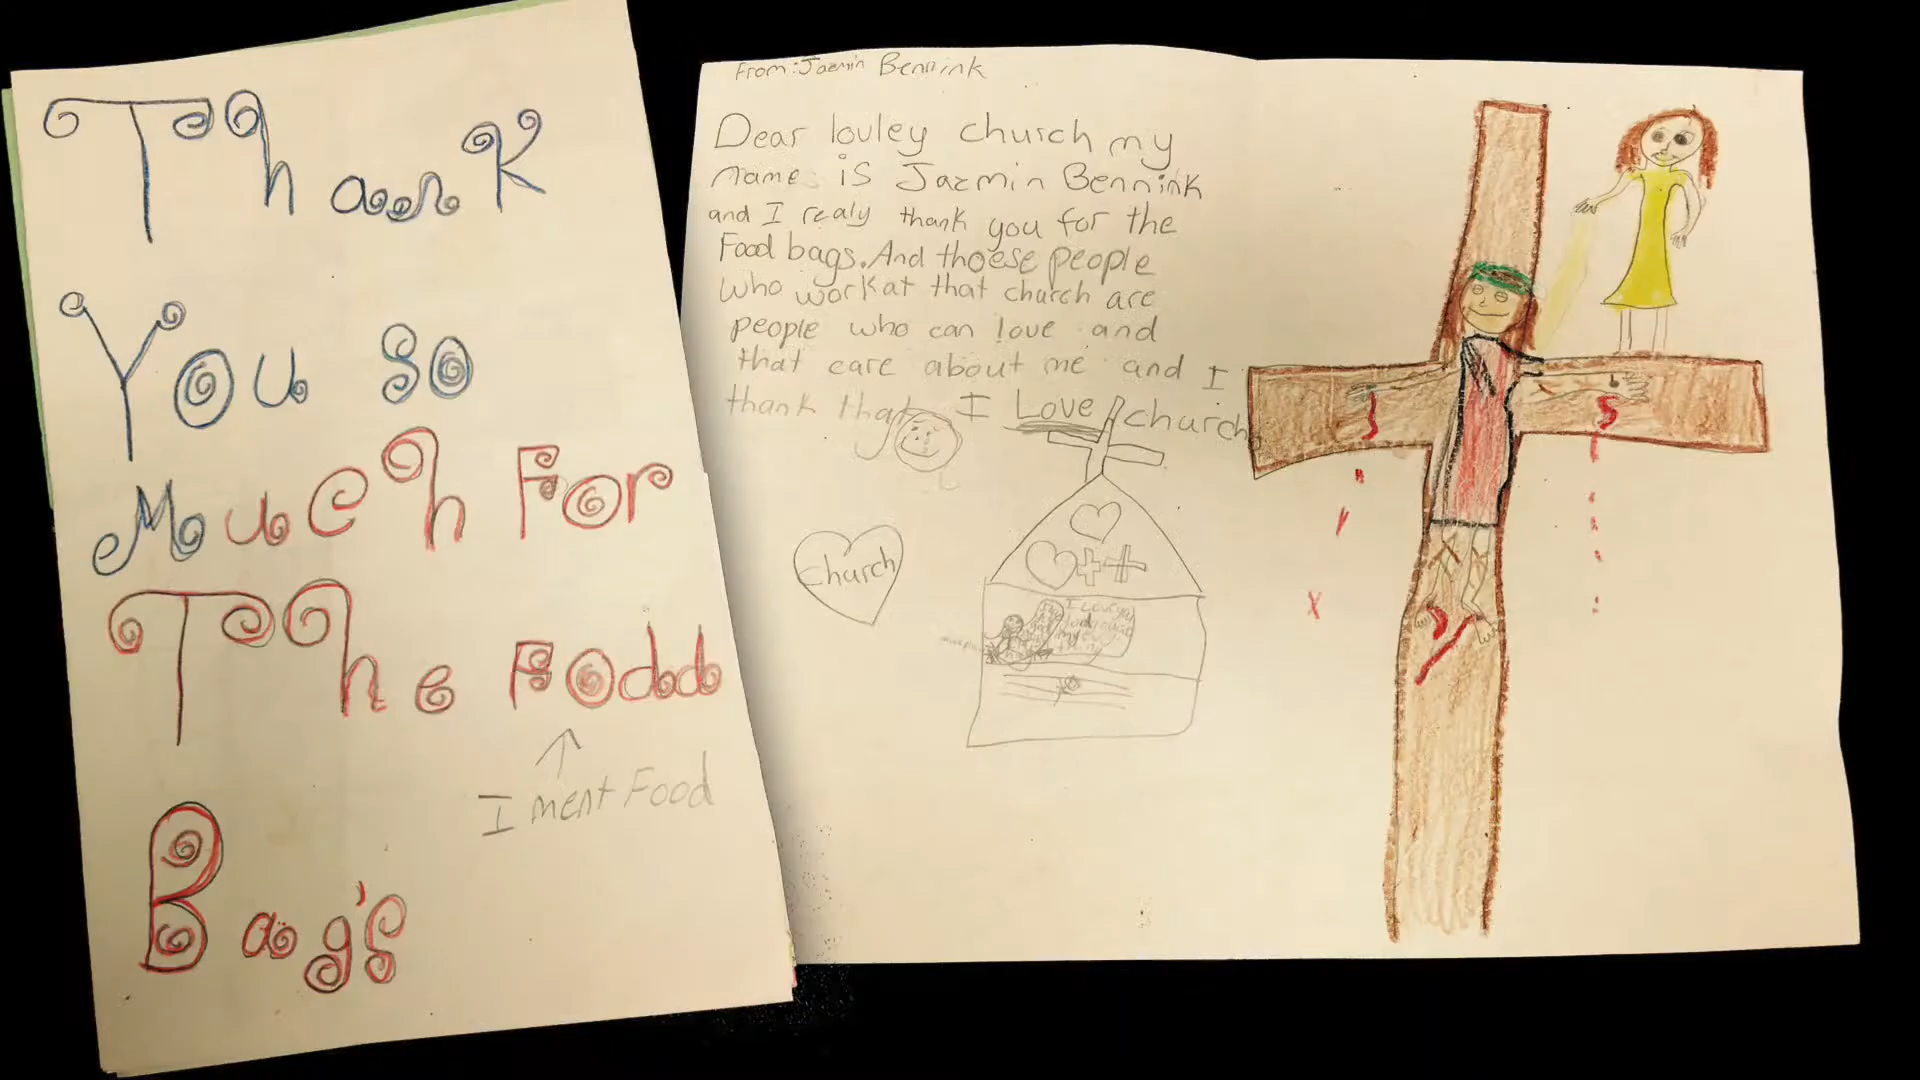 Thank
You so
Much For
The Fodd
↑
I ment Food
Bag's
From: Jazmin Bennink
Dear louley church my
name is Jazmin Bennink
and I realy thank you for the
Food bags. And thoese people
who work at that church are
people who can love and
that care about me and I
thank that I Love church
Church
I Love you